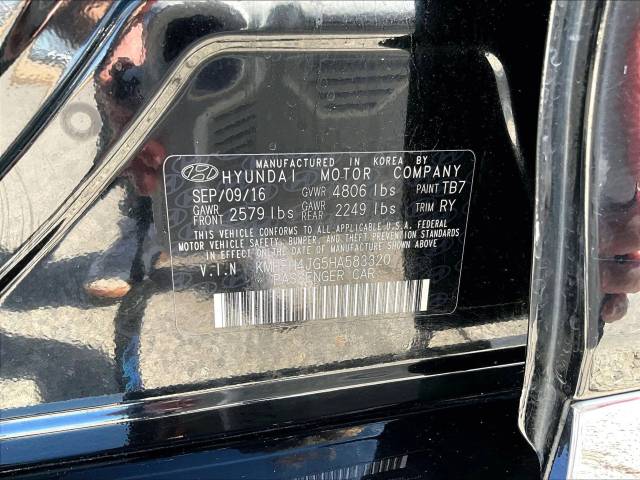 MANUFACTURED IN KOREA BY
HYUNDAI MOTOR COMPANY
SEP/09/16 GVWR 4806 lbs PAINT TB7
GAWR FRONT 2579 lbs GAWR REAR 2249 lbs TRIM RY
THIS VEHICLE CONFORMS TO ALL APPLICABLE U.S.A. FEDERAL
MOTOR VEHICLE SAFETY, BUMPER, AND THEFT PREVENTION
STANDARDS IN EFFECT ON THE DATE OF MANUFACTURE SHOWN ABOVE.
V.I.N
PASSENGER CAR